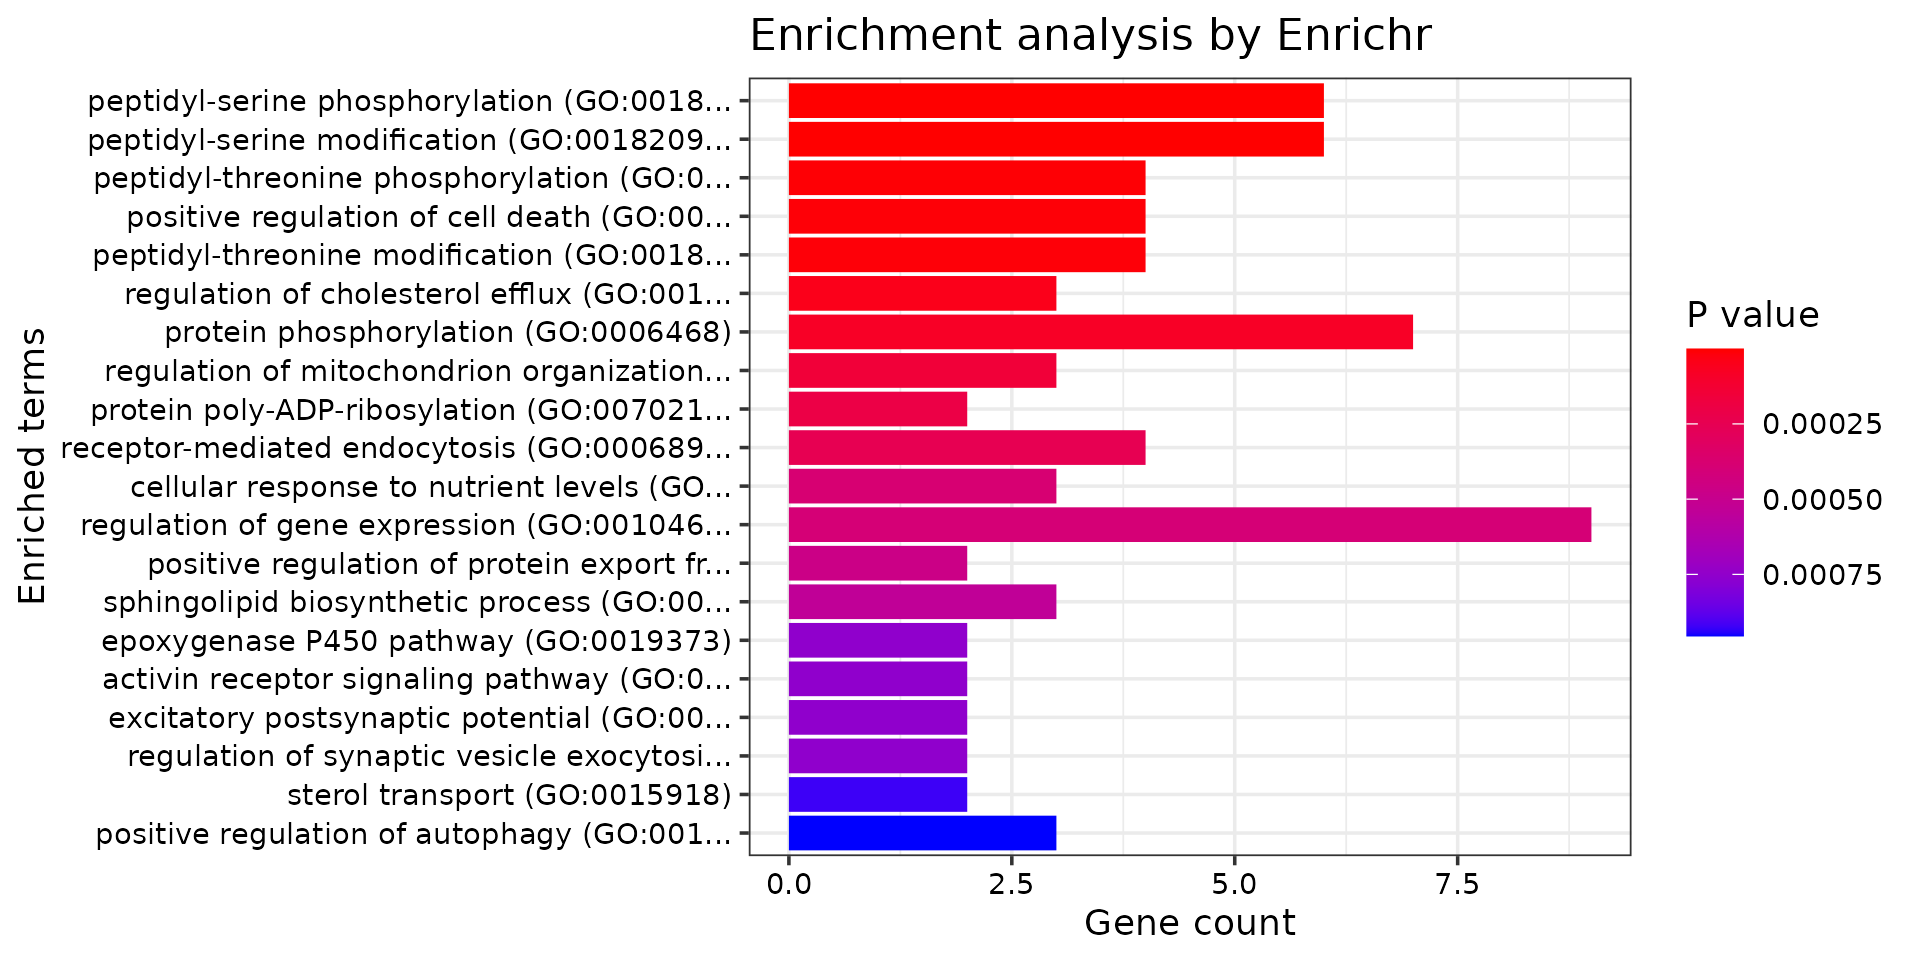 Enrichment analysis by Enrichr
Enriched terms
peptidyl-serine phosphorylation (GO:0018...
peptidyl-serine modification (GO:0018209...
peptidyl-threonine phosphorylation (GO:0...
positive regulation of cell death (GO:00...
peptidyl-threonine modification (GO:0018...
regulation of cholesterol efflux (GO:001...
protein phosphorylation (GO:0006468)
regulation of mitochondrion organization...
protein poly-ADP-ribosylation (GO:007021...
receptor-mediated endocytosis (GO:000689...
cellular response to nutrient levels (GO...
regulation of gene expression (GO:001046...
positive regulation of protein export fr...
sphingolipid biosynthetic process (GO:00...
epoxygenase P450 pathway (GO:0019373)
activin receptor signaling pathway (GO:0...
excitatory postsynaptic potential (GO:00...
regulation of synaptic vesicle exocytosi...
sterol transport (GO:0015918)
positive regulation of autophagy (GO:001...
0.0 2.5 5.0 7.5
Gene count
P value
0.00025
0.00050
0.00075